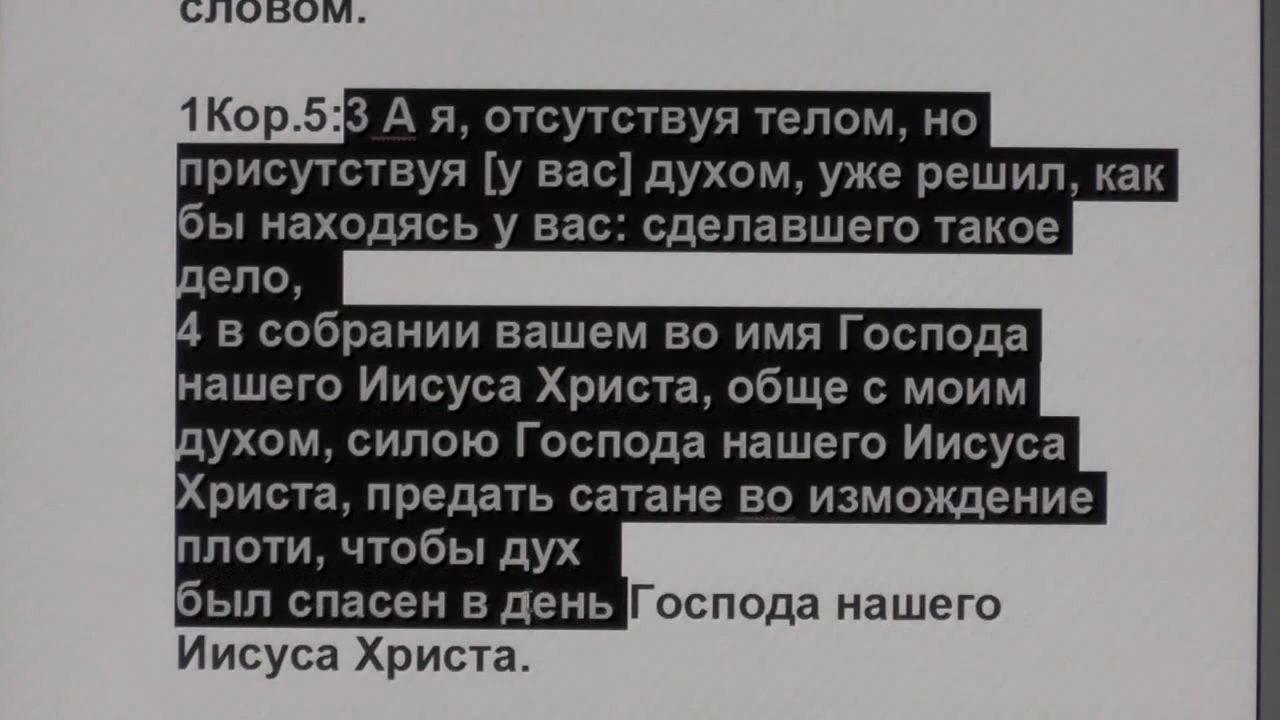 словом.
1Кор.5:3 А я, отсутствуя телом, но
присутствуя [у вас] духом, уже решил, как
бы находясь у вас: сделавшего такое
дело,
4 в собрании вашем во имя Господа
нашего Иисуса Христа, обще с моим
духом, силою Господа нашего Иисуса
Христа, предать сатане во измождение
плоти, чтобы дух
был спасен в день Господа нашего
Иисуса Христа.